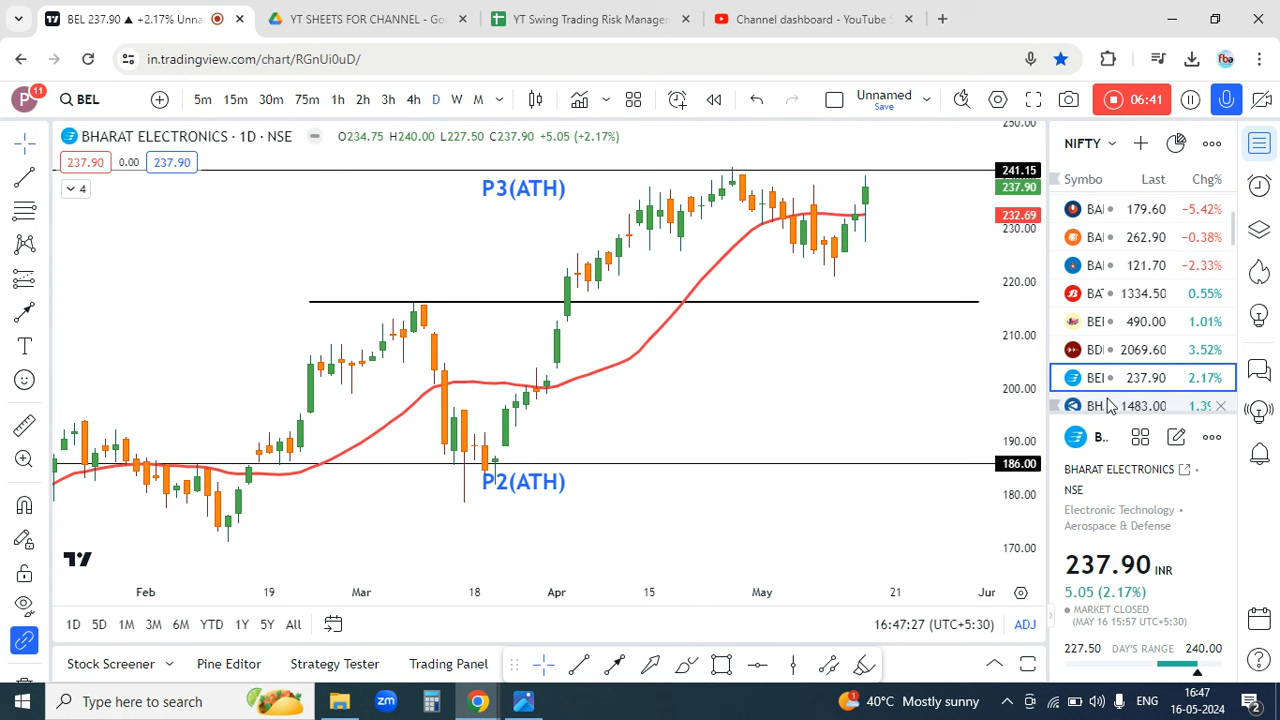 BEL 237.90 ▲ +2.17% Unna
YT SHEETS FOR CHANNEL - Go
YT Swing Trading Risk Manager
Channel dashboard - YouTube S
in.tradingview.com/chart/RGnUi0uD/
fba
P 11
BEL
5m 15m 30m 75m 1h 2h 3h 4h D W M
Unnamed
Save
06:41
BHARAT ELECTRONICS · 1D · NSE
O234.75 H240.00 L227.50 C237.90 +5.05 (+2.17%)
237.90 0.00 237.90
4
P3(ATH)
P2(ATH)
250.00
241.15
237.90
232.69
230.00
220.00
210.00
200.00
190.00
186.00
180.00
170.00
Feb 19 Mar 18 Apr 15 May 21 Jun
1D 5D 1M 3M 6M YTD 1Y 5Y All
16:47:27 (UTC+5:30) ADJ
Stock Screener Pine Editor Strategy Tester Trading Panel
NIFTY
Symbo Last Chg%
BAJ 179.60 −5.42%
BAI 262.90 −0.38%
BAI 121.70 −2.33%
BAT 1334.50 0.55%
BEI 490.00 1.01%
BDI 2069.60 3.52%
BEI 237.90 2.17%
BH 1483.00 1.39
B..
BHARAT ELECTRONICS
NSE
Electronic Technology •
Aerospace & Defense
237.90 INR
5.05 (2.17%)
MARKET CLOSED
(MAY 16 15:57 UTC+5:30)
227.50 DAY'S RANGE 240.00
Type here to search
zm
40°C Mostly sunny
ENG
16:47
16-05-2024
2